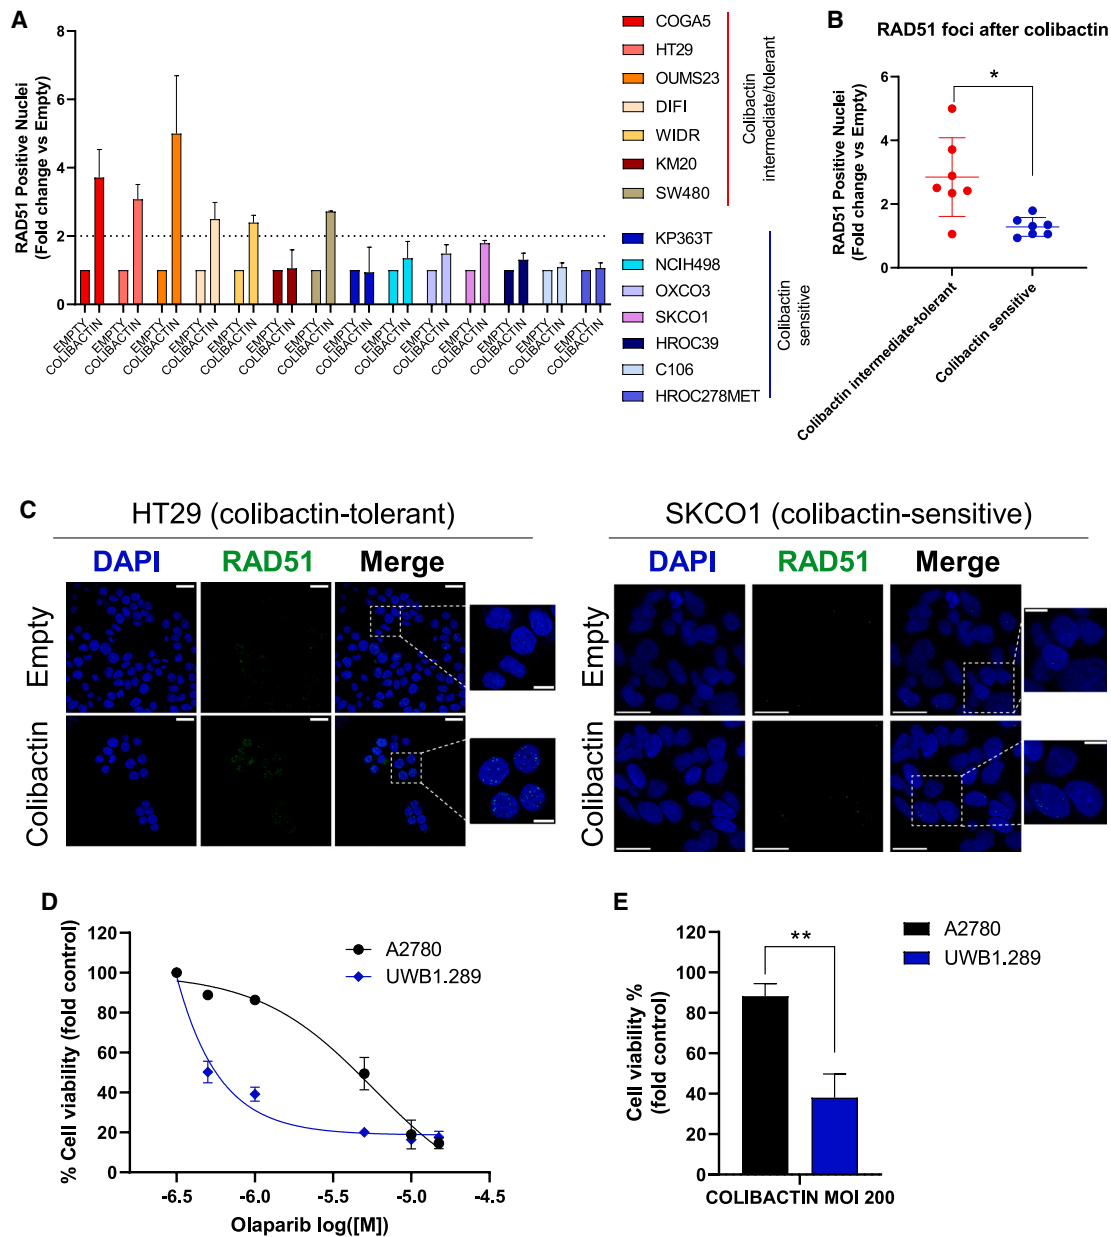 A
RAD51 Positive Nuclei
(Fold change vs Empty)
8
6
4
2
0
EMPTY
COLIBACTIN
EMPTY
COLIBACTIN
EMPTY
COLIBACTIN
EMPTY
COLIBACTIN
EMPTY
COLIBACTIN
EMPTY
COLIBACTIN
EMPTY
COLIBACTIN
EMPTY
COLIBACTIN
EMPTY
COLIBACTIN
EMPTY
COLIBACTIN
EMPTY
COLIBACTIN
EMPTY
COLIBACTIN
EMPTY
COLIBACTIN
EMPTY
COLIBACTIN
COGA5
HT29
OUMS23
DIFI
WIDR
KM20
SW480
Colibactin
intermediate/tolerant
KP363T
NCIH498
OXCO3
SKCO1
HROC39
C106
HROC278MET
Colibactin
sensitive
B
RAD51 foci after colibactin
RAD51 Positive Nuclei
(Fold change vs Empty)
6
4
2
0
*
Colibactin intermediate-tolerant
Colibactin sensitive
C
HT29 (colibactin-tolerant)
DAPI RAD51 Merge
Empty
Colibactin
SKCO1 (colibactin-sensitive)
DAPI RAD51 Merge
Empty
Colibactin
D
% Cell viability (fold control)
120
100
80
60
40
20
0
-6.5 -6.0 -5.5 -5.0 -4.5
Olaparib log([M])
A2780
UWB1.289
E
Cell viability %
(fold control)
120
100
80
60
40
20
0
**
COLIBACTIN MOI 200
A2780
UWB1.289